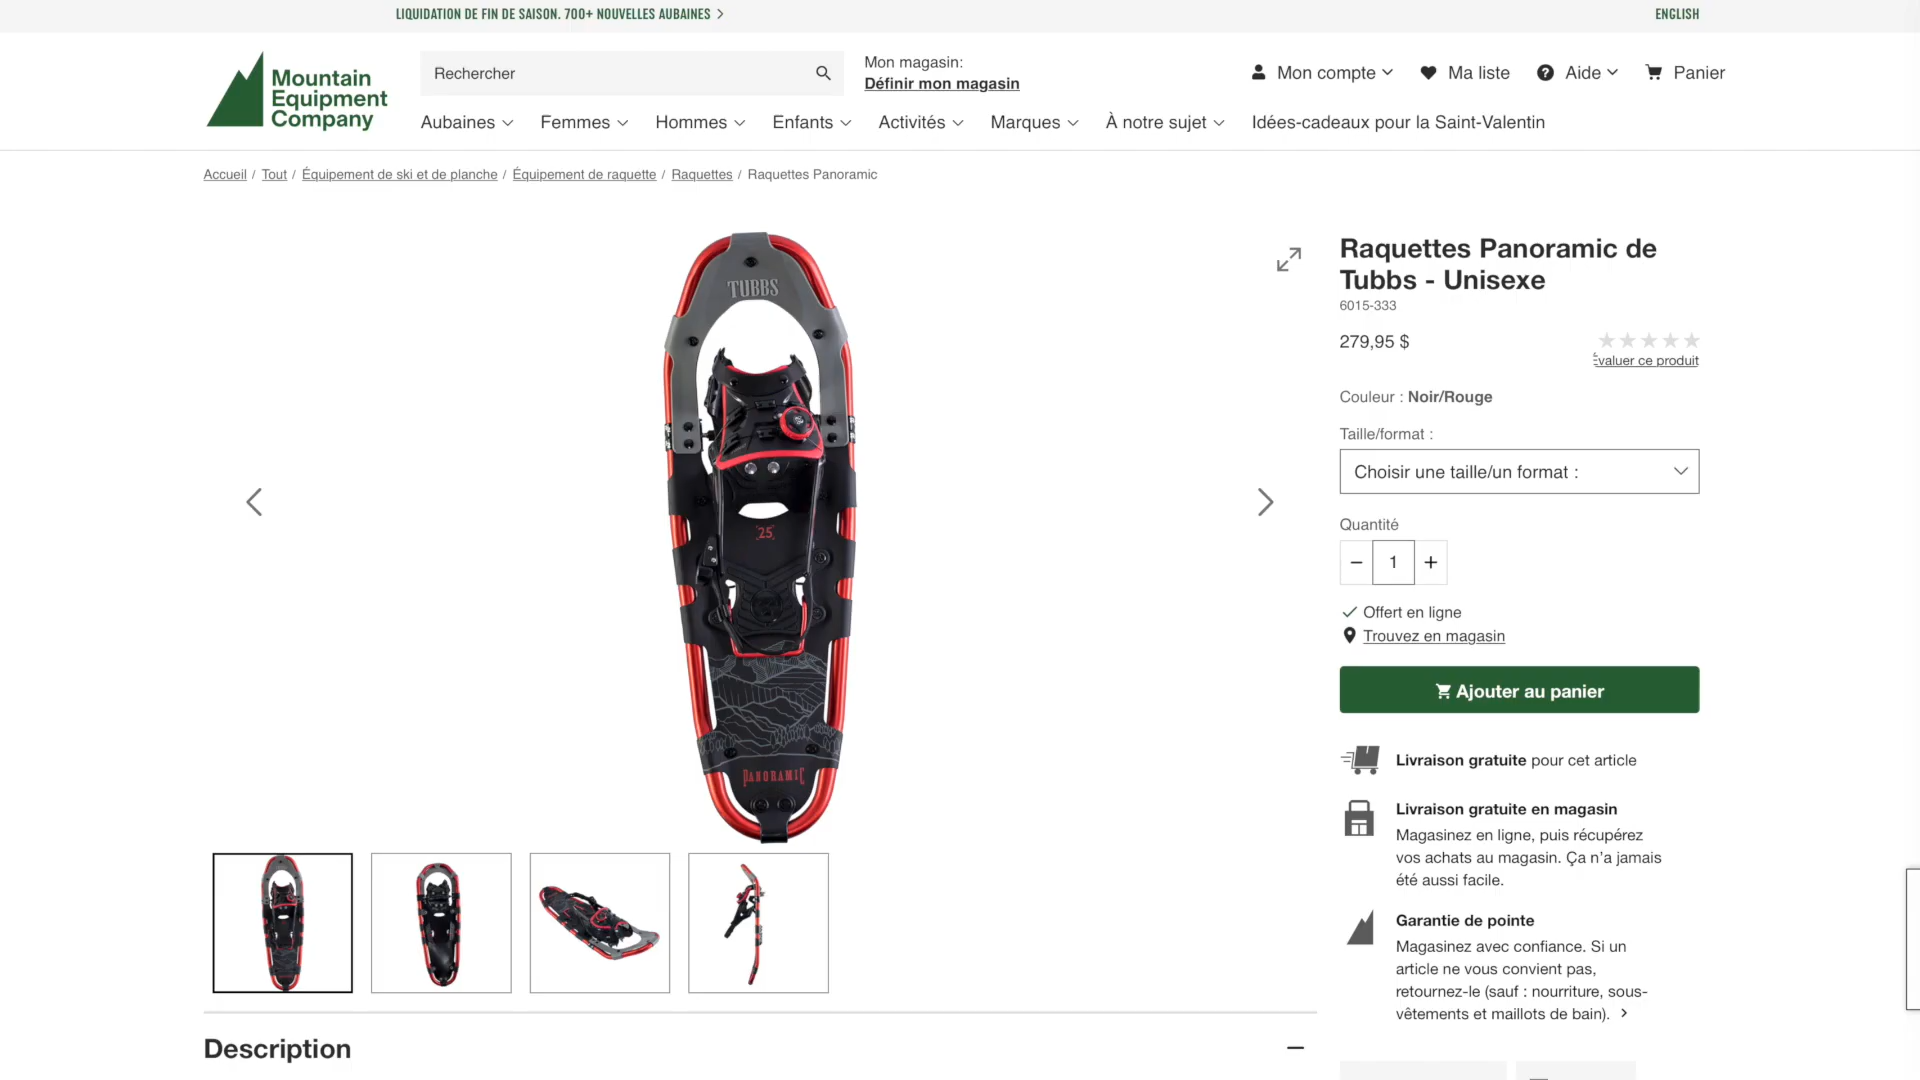 LIQUIDATION DE FIN DE SAISON. 700+ NOUVELLES AUBAINES
ENGLISH
Mountain
Equipment
Company
Rechercher
Mon magasin:
Définir mon magasin
Mon compte
Ma liste
Aide
Panier
Aubaines
Femmes
Hommes
Enfants
Activités
Marques
À notre sujet
Idées-cadeaux pour la Saint-Valentin
Accueil / Tout / Équipement de ski et de planche / Équipement de raquette / Raquettes / Raquettes Panoramic
TUBBS
25
PANORAMIC
Raquettes Panoramic de
Tubbs - Unisexe
6015-333
279,95 $
Évaluer ce produit
Couleur : Noir/Rouge
Taille/format :
Choisir une taille/un format :
Quantité
− 1 +
Offert en ligne
Trouvez en magasin
Ajouter au panier
Livraison gratuite pour cet article
Livraison gratuite en magasin
Magasinez en ligne, puis récupérez
vos achats au magasin. Ça n’a jamais
été aussi facile.
Garantie de pointe
Magasinez avec confiance. Si un
article ne vous convient pas,
retournez-le (sauf : nourriture, sous-
vêtements et maillots de bain).
Description